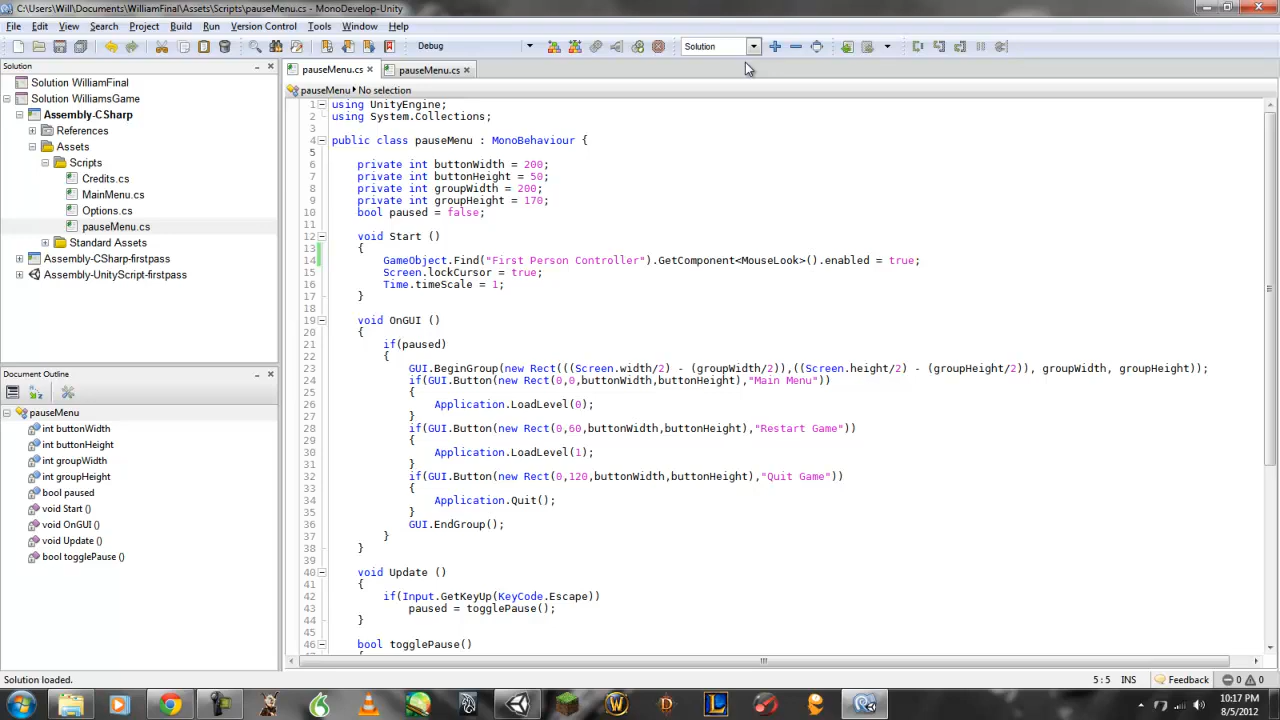 C:\Users\Will\Documents\WilliamFinal\Assets\Scripts\pauseMenu.cs - MonoDevelop-Unity
File Edit View Search Project Build Run Version Control Tools Window Help
Debug Solution
Solution
pauseMenu.cs pauseMenu.cs
Solution WilliamFinal
Solution WilliamsGame
Assembly-CSharp
References
Assets
Scripts
Credits.cs
MainMenu.cs
Options.cs
pauseMenu.cs
Standard Assets
Assembly-CSharp-firstpass
Assembly-UnityScript-firstpass
Document Outline
pauseMenu
int buttonWidth
int buttonHeight
int groupWidth
int groupHeight
bool paused
void Start ()
void OnGUI ()
void Update ()
bool togglePause ()
pauseMenu No selection
1 using UnityEngine;
2 using System.Collections;
3
4 public class pauseMenu : MonoBehaviour {
5
6 private int buttonWidth = 200;
7 private int buttonHeight = 50;
8 private int groupWidth = 200;
9 private int groupHeight = 170;
10 bool paused = false;
11
12 void Start ()
13 {
14 GameObject.Find("First Person Controller").GetComponent<MouseLook>().enabled = true;
15 Screen.lockCursor = true;
16 Time.timeScale = 1;
17 }
18
19 void OnGUI ()
20 {
21 if(paused)
22 {
23 GUI.BeginGroup(new Rect(((Screen.width/2) - (groupWidth/2)),((Screen.height/2) - (groupHeight/2)), groupWidth, groupHeight));
24 if(GUI.Button(new Rect(0,0,buttonWidth,buttonHeight),"Main Menu"))
25 {
26 Application.LoadLevel(0);
27 }
28 if(GUI.Button(new Rect(0,60,buttonWidth,buttonHeight),"Restart Game"))
29 {
30 Application.LoadLevel(1);
31 }
32 if(GUI.Button(new Rect(0,120,buttonWidth,buttonHeight),"Quit Game"))
33 {
34 Application.Quit();
35 }
36 GUI.EndGroup();
37 }
38 }
39
40 void Update ()
41 {
42 if(Input.GetKeyUp(KeyCode.Escape))
43 paused = togglePause();
44 }
45
46 bool togglePause()
Solution loaded. 5 : 5 INS Feedback 0 0
10:17 PM
8/5/2012